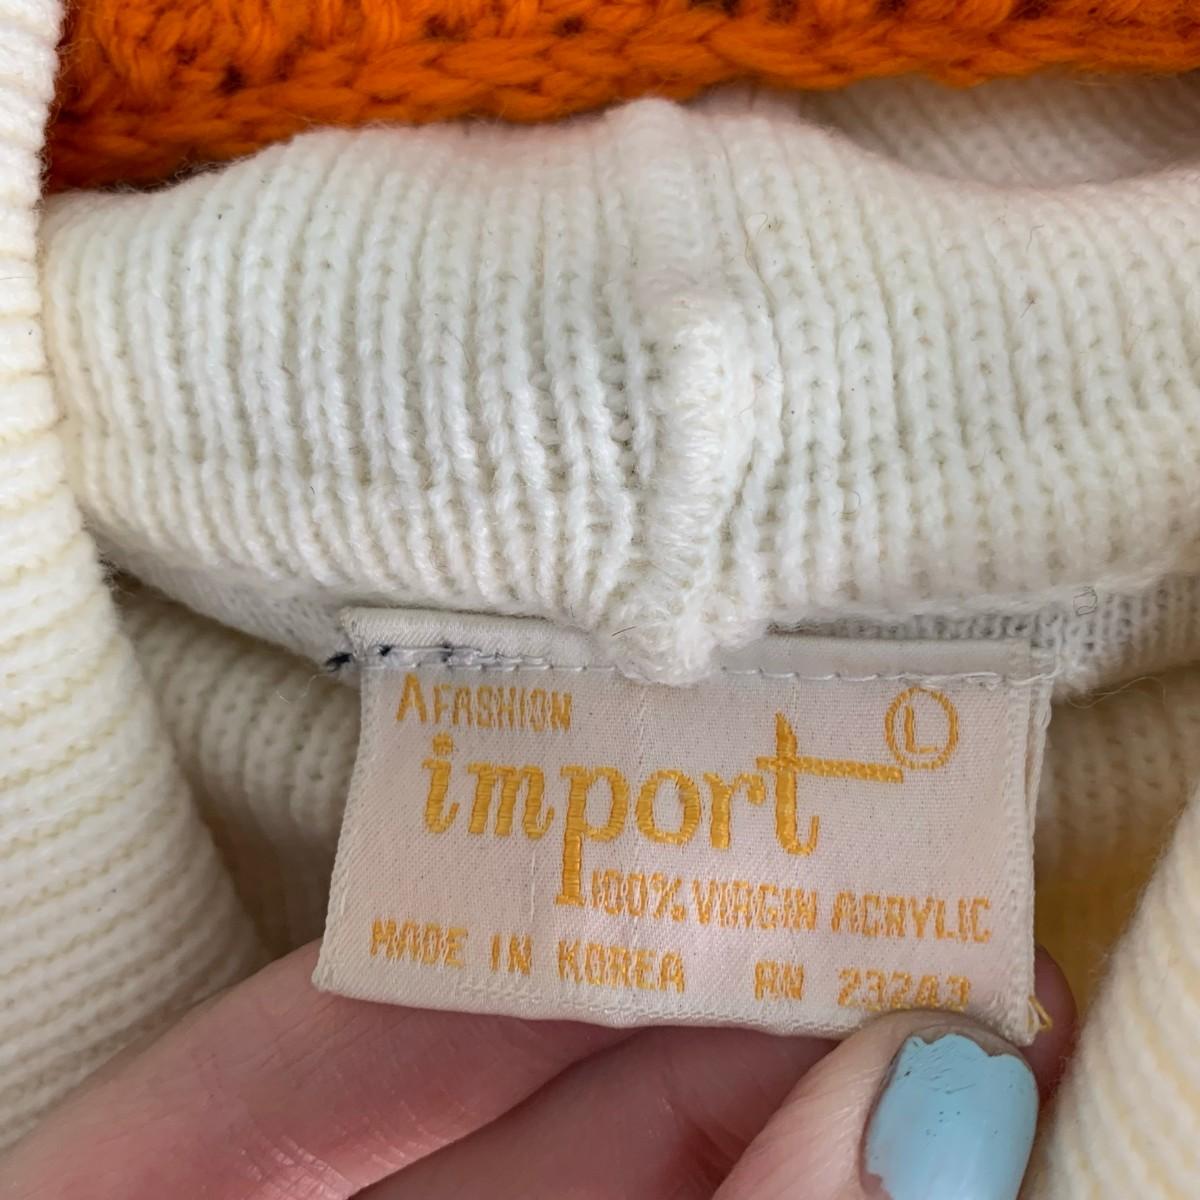 A FASHION
import Ⓛ
100% VIRGIN ACRYLIC
MADE IN KOREA RN 23243